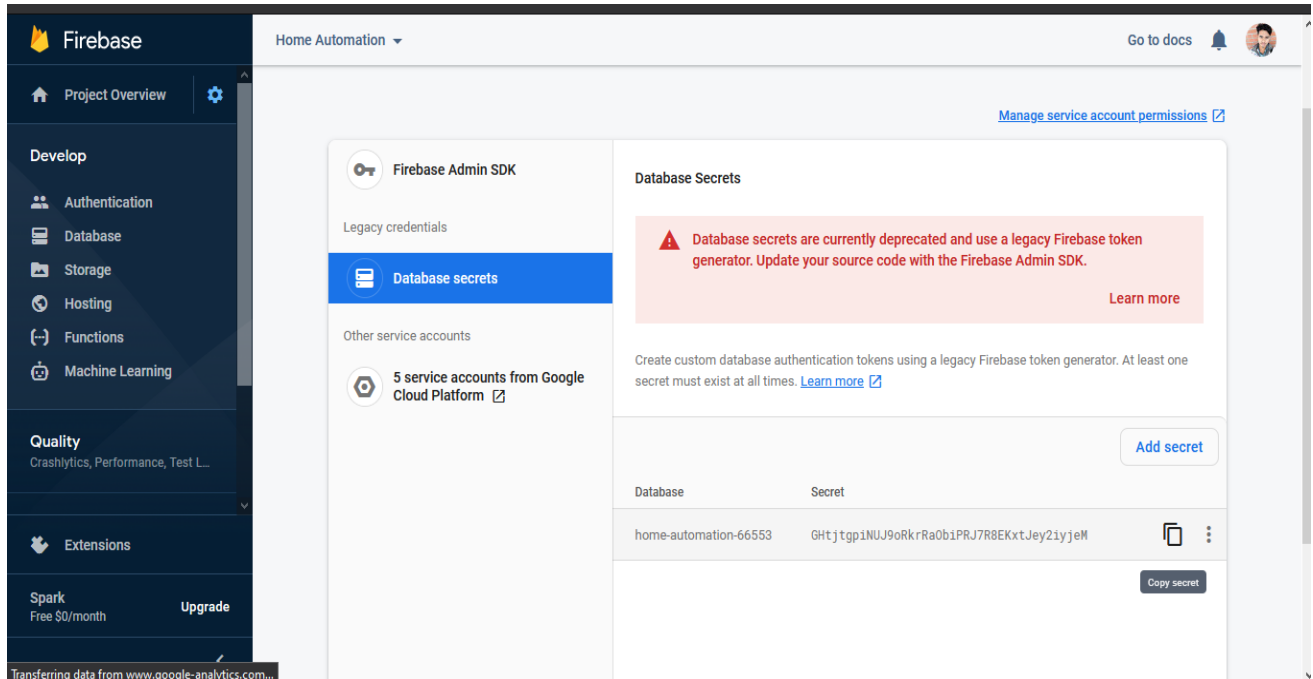 Firebase
Home Automation
Go to docs
Project Overview
Develop
Authentication
Database
Storage
Hosting
Functions
Machine Learning
Quality
Crashlytics, Performance, Test L...
Extensions
Spark
Free $0/month
Upgrade
Transferring data from www.google-analytics.com...
Manage service account permissions
Firebase Admin SDK
Legacy credentials
Database secrets
Other service accounts
5 service accounts from Google
Cloud Platform
Database Secrets
Database secrets are currently deprecated and use a legacy Firebase token
generator. Update your source code with the Firebase Admin SDK.
Learn more
Create custom database authentication tokens using a legacy Firebase token generator. At least one
secret must exist at all times. Learn more
Add secret
Database Secret
home-automation-66553 GHtjtgpiNUJ9oRkrRaObiPRJ7R8EKxtJey2iyjeM
Copy secret